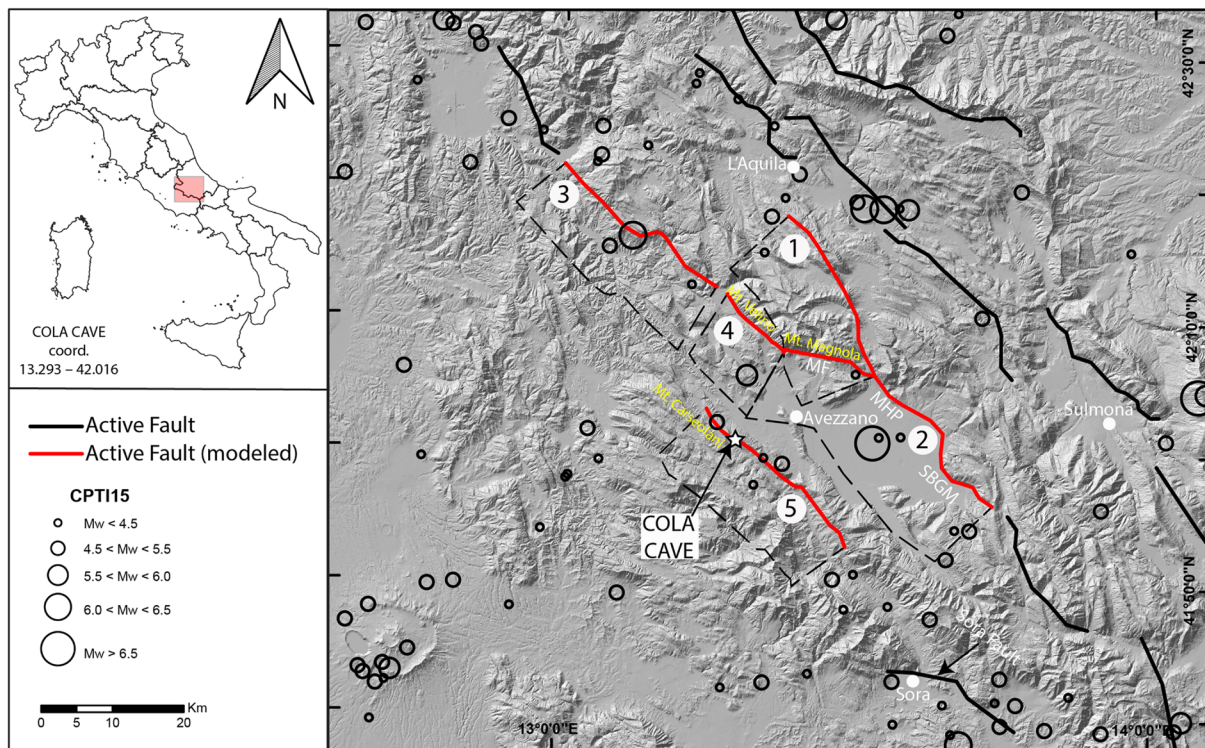 N
COLA CAVE
coord.
13.293 – 42.016
Active Fault
Active Fault (modeled)
CPTI15
Mw < 4.5
4.5 < Mw < 5.5
5.5 < Mw < 6.0
6.0 < Mw < 6.5
Mw > 6.5
Km
0 5 10 20
42°30'0"N
L'Aquila
3
1
42°10'0"N
Mt. Magnola
4
MF
Mt. Carseolani
MHP
Avezzano
Sulmona
2
SBGM
5
COLA
CAVE
41°50'0"N
Sora Fault
Sora
13°0'0"E
14°0'0"E